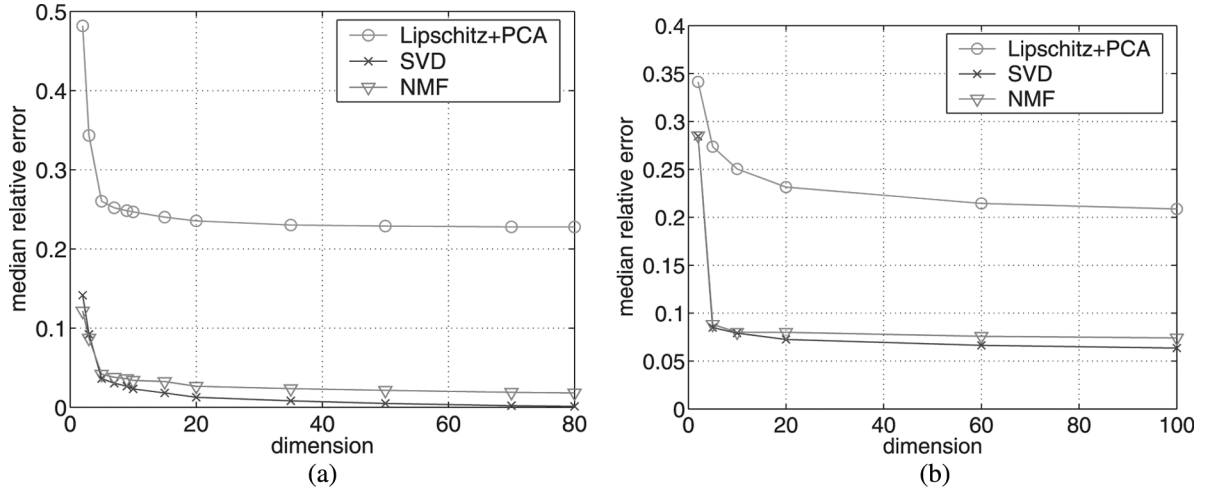 0.5
0.4
0.3
0.2
0.1
0
median relative error
Lipschitz+PCA
SVD
NMF
0 20 40 60 80
dimension
(a)
0.4
0.35
0.3
0.25
0.2
0.15
0.1
0.05
0
median relative error
Lipschitz+PCA
SVD
NMF
0 20 40 60 80 100
dimension
(b)